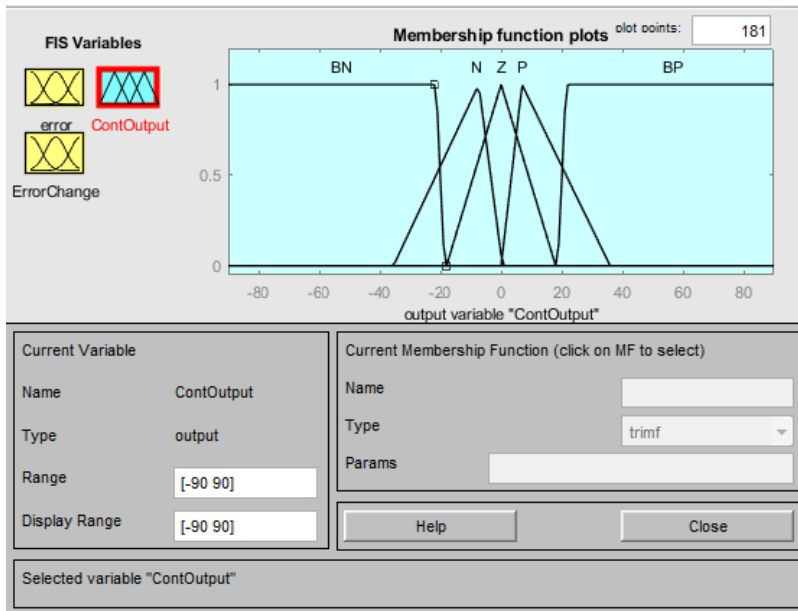 FIS Variables
Membership function plots
plot points:
181
error
ContOutput
ErrorChange
BN
N
Z
P
BP
1
0.5
0
-80
-60
-40
-20
0
20
40
60
80
output variable "ContOutput"
Current Variable
Name
ContOutput
Type
output
Range
[-90 90]
Display Range
[-90 90]
Current Membership Function (click on MF to select)
Name
Type
trimf
Params
Help
Close
Selected variable "ContOutput"